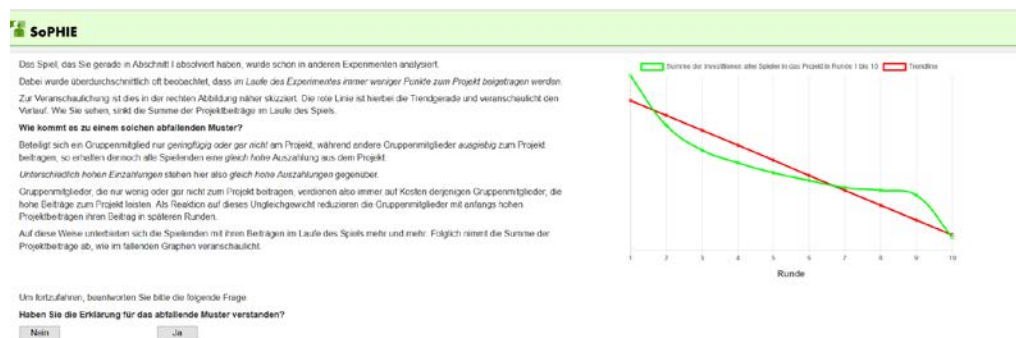 SoPHIE
Das Spiel, das Sie gerade in Abschnitt I absolviert haben, wurde schon in anderen Experimenten analysiert.
Dabei wurde überdurchschnittlich oft beobachtet, dass im Laufe des Experimentes immer weniger Punkte zum Projekt beigetragen werden.
Zur Veranschaulichung ist dies in der rechten Abbildung näher skizziert. Die rote Linie ist hierbei die Trendgerade und veranschaulicht den
Verlauf. Wie Sie sehen, sinkt die Summe der Projektbeiträge im Laufe des Spiels.
Wie kommt es zu einem solchen abfallenden Muster?
Beteiligt sich ein Gruppenmitglied nur geringfügig oder gar nicht am Projekt, während andere Gruppenmitglieder ausgiebig zum Projekt
beitragen, so erhalten dennoch alle Spielenden eine gleich hohe Auszahlung aus dem Projekt.
Unterschiedlich hohen Einzahlungen stehen hier also gleich hohe Auszahlungen gegenüber.
Gruppenmitglieder, die nur wenig oder gar nicht zum Projekt beitragen, verdienen also immer auf Kosten derjenigen Gruppenmitglieder, die
hohe Beiträge zum Projekt leisten. Als Reaktion auf dieses Ungleichgewicht reduzieren die Gruppenmitglieder mit anfangs hohen
Projektbeiträgen ihren Beitrag in späteren Runden.
Auf diese Weise unterbieten sich die Spielenden mit ihren Beiträgen im Laufe des Spiels mehr und mehr. Folglich nimmt die Summe der
Projektbeiträge ab, wie im fallenden Graphen veranschaulicht.
Um fortzufahren, beantworten Sie bitte die folgende Frage
Haben Sie die Erklärung für das abfallende Muster verstanden?
Nein Ja
Summe der Investitionen aller Spieler in das Projekt in Runde 1 bis 10 Trendlinie
1 2 3 4 5 6 7 8 9 10
Runde